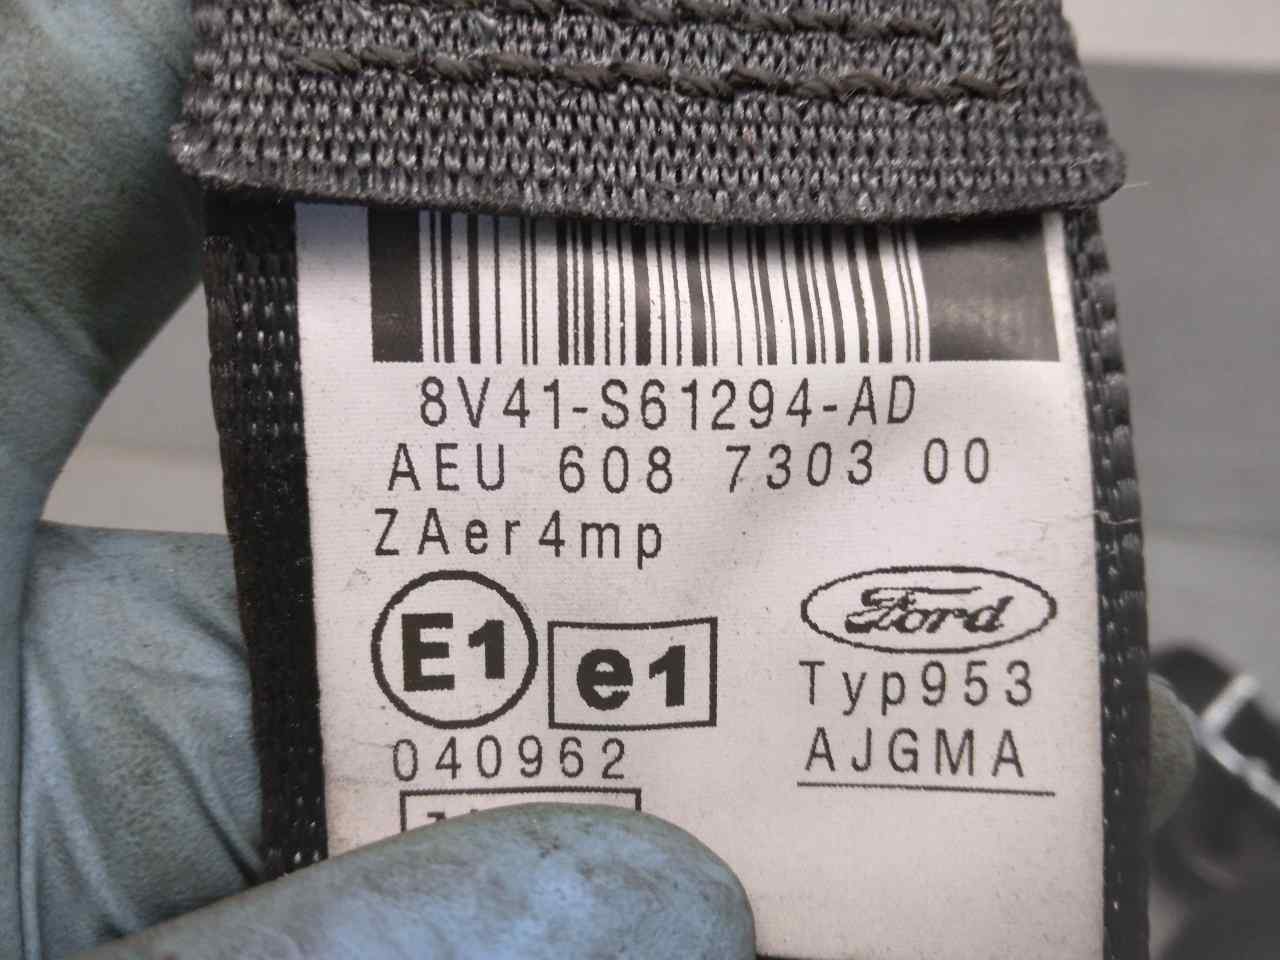 8V41-S61294-AD
AEU 608 7303 00
ZAer4mp
E1
e1
Ford
Typ953
040962
AJGMA